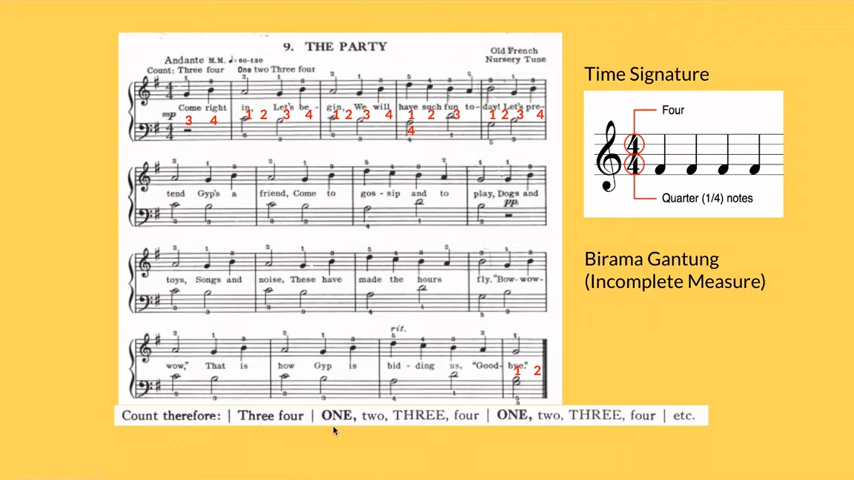 9. THE PARTY
Old French
Nursery Tune
Andante M.M. ♩=60-120
Count: Three four One two Three four
Come right in, Let's be - gin, We will have such fun to-day! Let's pre-
mp
3 4 1 2 3 4 1 2 3 4 1 2 3 1 2 3 4
4
tend Gyp's a friend, Come to gos - sip and to play, Dogs and
pp
toys, Songs and noise, These have made the hours fly. "Bow-wow-
rit.
wow," That is how Gyp is bid - ding us, "Good-bye."
1 2
Count therefore: | Three four | ONE, two, THREE, four | ONE, two, THREE, four | etc.
Time Signature
Four
4
4
Quarter (1/4) notes
Birama Gantung
(Incomplete Measure)